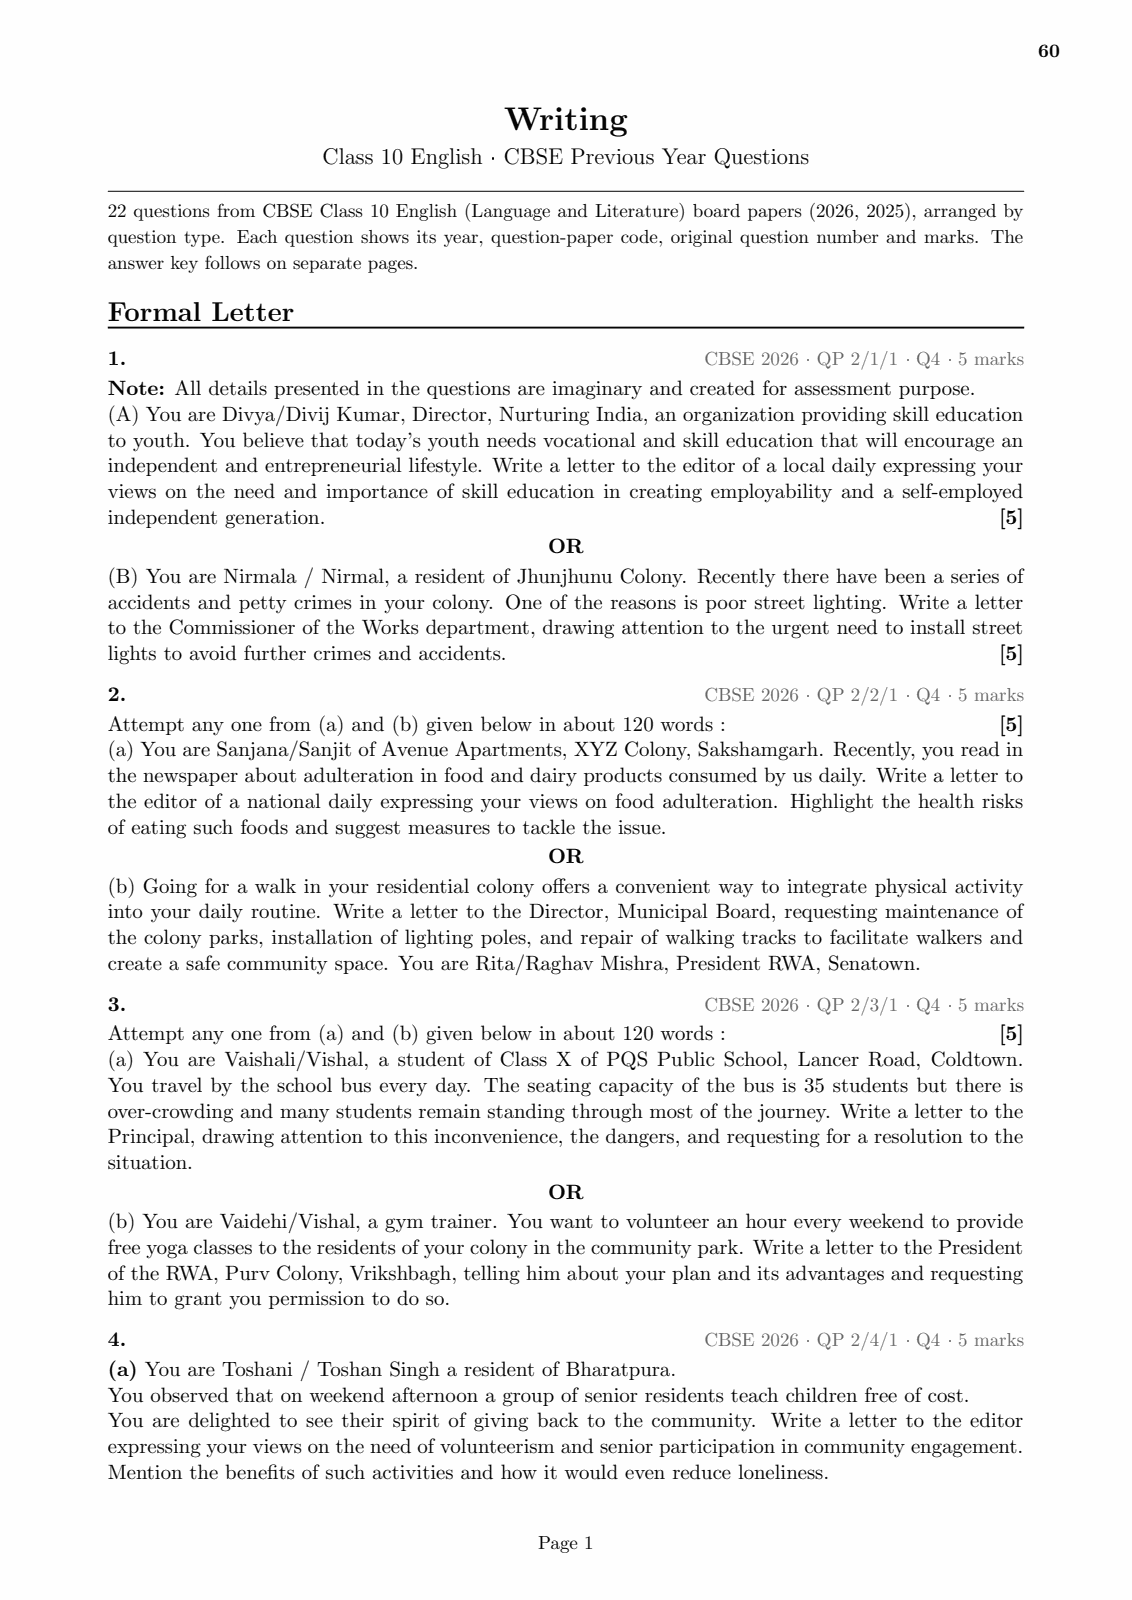 60
Writing
Class 10 English · CBSE Previous Year Questions
22 questions from CBSE Class 10 English (Language and Literature) board papers (2026, 2025), arranged by
question type. Each question shows its year, question-paper code, original question number and marks. The
answer key follows on separate pages.
Formal Letter
1. CBSE 2026 · QP 2/1/1 · Q4 · 5 marks
Note: All details presented in the questions are imaginary and created for assessment purpose.
(A) You are Divya/Divij Kumar, Director, Nurturing India, an organization providing skill education
to youth. You believe that today's youth needs vocational and skill education that will encourage an
independent and entrepreneurial lifestyle. Write a letter to the editor of a local daily expressing your
views on the need and importance of skill education in creating employability and a self-employed
independent generation. [5]
OR
(B) You are Nirmala / Nirmal, a resident of Jhunjhunu Colony. Recently there have been a series of
accidents and petty crimes in your colony. One of the reasons is poor street lighting. Write a letter
to the Commissioner of the Works department, drawing attention to the urgent need to install street
lights to avoid further crimes and accidents. [5]
2. CBSE 2026 · QP 2/2/1 · Q4 · 5 marks
Attempt any one from (a) and (b) given below in about 120 words : [5]
(a) You are Sanjana/Sanjit of Avenue Apartments, XYZ Colony, Sakshamgarh. Recently, you read in
the newspaper about adulteration in food and dairy products consumed by us daily. Write a letter to
the editor of a national daily expressing your views on food adulteration. Highlight the health risks
of eating such foods and suggest measures to tackle the issue.
OR
(b) Going for a walk in your residential colony offers a convenient way to integrate physical activity
into your daily routine. Write a letter to the Director, Municipal Board, requesting maintenance of
the colony parks, installation of lighting poles, and repair of walking tracks to facilitate walkers and
create a safe community space. You are Rita/Raghav Mishra, President RWA, Senatown.
3. CBSE 2026 · QP 2/3/1 · Q4 · 5 marks
Attempt any one from (a) and (b) given below in about 120 words : [5]
(a) You are Vaishali/Vishal, a student of Class X of PQS Public School, Lancer Road, Coldtown.
You travel by the school bus every day. The seating capacity of the bus is 35 students but there is
over-crowding and many students remain standing through most of the journey. Write a letter to the
Principal, drawing attention to this inconvenience, the dangers, and requesting for a resolution to the
situation.
OR
(b) You are Vaidehi/Vishal, a gym trainer. You want to volunteer an hour every weekend to provide
free yoga classes to the residents of your colony in the community park. Write a letter to the President
of the RWA, Purv Colony, Vrikshbagh, telling him about your plan and its advantages and requesting
him to grant you permission to do so.
4. CBSE 2026 · QP 2/4/1 · Q4 · 5 marks
(a) You are Toshani / Toshan Singh a resident of Bharatpura.
You observed that on weekend afternoon a group of senior residents teach children free of cost.
You are delighted to see their spirit of giving back to the community. Write a letter to the editor
expressing your views on the need of volunteerism and senior participation in community engagement.
Mention the benefits of such activities and how it would even reduce loneliness.
Page 1